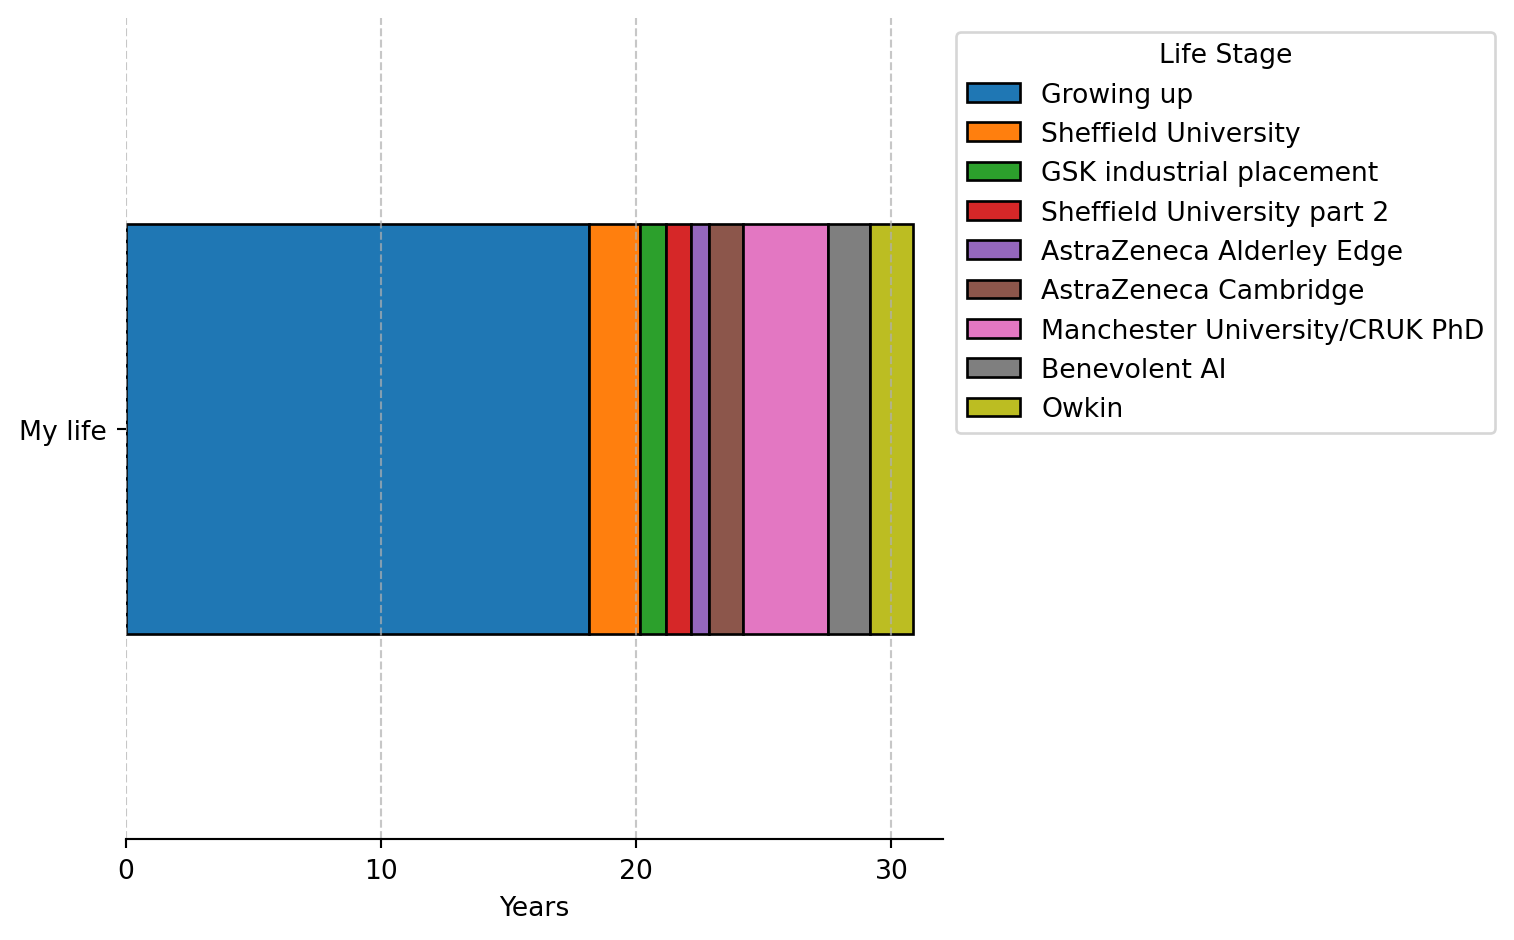 Life Stage
Growing up
Sheffield University
GSK industrial placement
Sheffield University part 2
AstraZeneca Alderley Edge
AstraZeneca Cambridge
Manchester University/CRUK PhD
Benevolent AI
Owkin
My life
0 10 20 30
Years